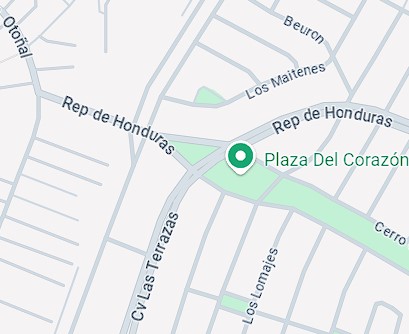 Otoñal
Beuron
Los Maitenes
Rep de Honduras
Rep de Honduras
Plaza Del Corazón
Cerro
Cv Las Terrazas
Los Lomajes